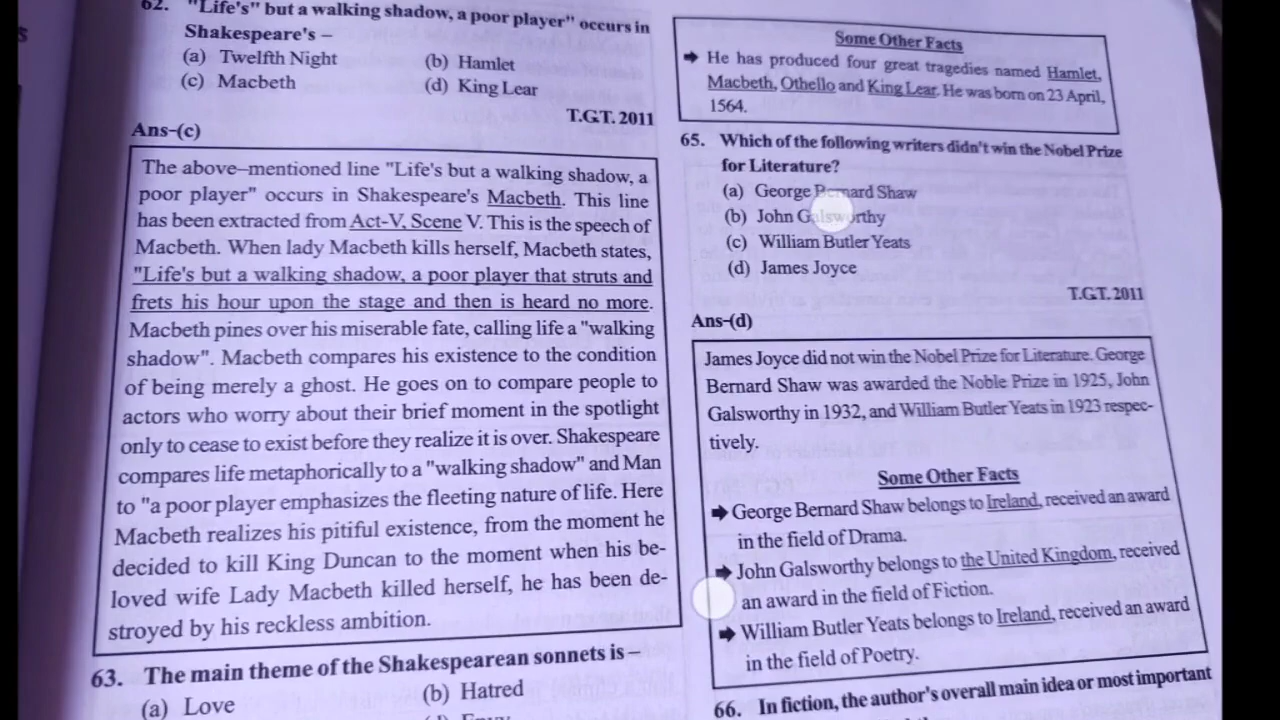 62. "Life's" but a walking shadow, a poor player" occurs in
Shakespeare's –
(a) Twelfth Night (b) Hamlet
(c) Macbeth (d) King Lear
T.G.T. 2011
Ans-(c)
The above–mentioned line "Life's but a walking shadow, a
poor player" occurs in Shakespeare's Macbeth. This line
has been extracted from Act-V, Scene V. This is the speech of
Macbeth. When lady Macbeth kills herself, Macbeth states,
"Life's but a walking shadow, a poor player that struts and
frets his hour upon the stage and then is heard no more.
Macbeth pines over his miserable fate, calling life a "walking
shadow". Macbeth compares his existence to the condition
of being merely a ghost. He goes on to compare people to
actors who worry about their brief moment in the spotlight
only to cease to exist before they realize it is over. Shakespeare
compares life metaphorically to a "walking shadow" and Man
to "a poor player emphasizes the fleeting nature of life. Here
Macbeth realizes his pitiful existence, from the moment he
decided to kill King Duncan to the moment when his be-
loved wife Lady Macbeth killed herself, he has been de-
stroyed by his reckless ambition.
63. The main theme of the Shakespearean sonnets is –
(a) Love (b) Hatred
Some Other Facts
➡ He has produced four great tragedies named Hamlet,
Macbeth, Othello and King Lear. He was born on 23 April,
1564.
65. Which of the following writers didn't win the Nobel Prize
for Literature?
(a) George Bernard Shaw
(b) John Galsworthy
(c) William Butler Yeats
(d) James Joyce
T.G.T. 2011
Ans-(d)
James Joyce did not win the Nobel Prize for Literature. George
Bernard Shaw was awarded the Noble Prize in 1925, John
Galsworthy in 1932, and William Butler Yeats in 1923 respec-
tively.
Some Other Facts
➡ George Bernard Shaw belongs to Ireland, received an award
in the field of Drama.
➡ John Galsworthy belongs to the United Kingdom, received
an award in the field of Fiction.
➡ William Butler Yeats belongs to Ireland, received an award
in the field of Poetry.
66. In fiction, the author's overall main idea or most important